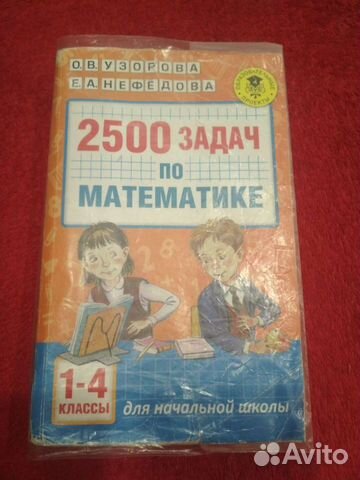 О.В. УЗОРОВА
Е.А. НЕФЁДОВА
2500 ЗАДАЧ
ПО
МАТЕМАТИКЕ
1-4
КЛАССЫ
для начальной школы
Avito